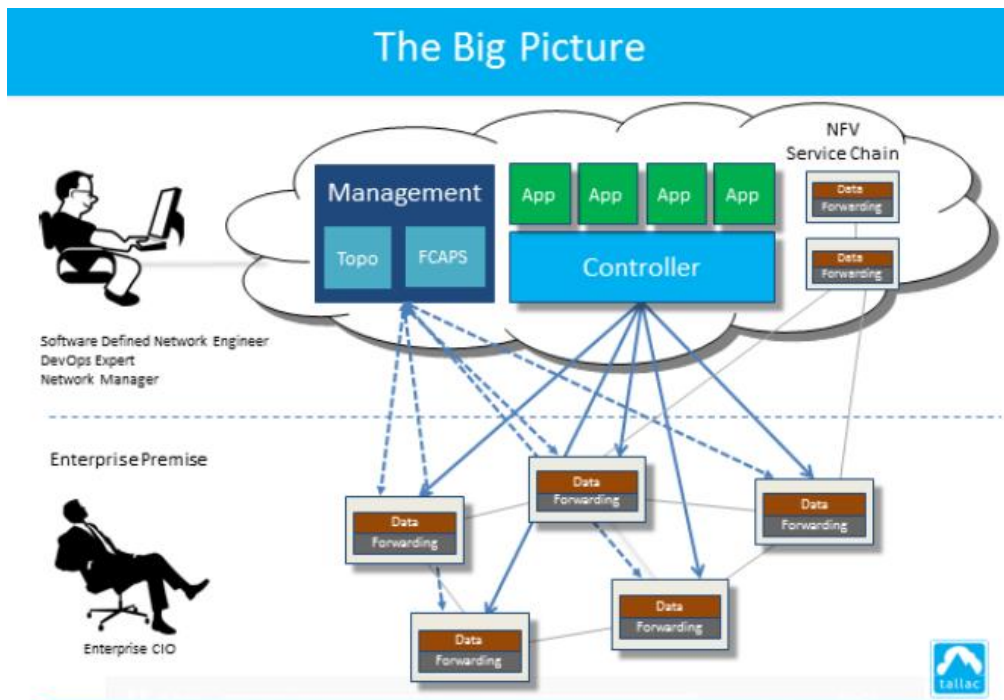 The Big Picture
NFV
Service Chain
Management
Topo
FCAPS
App
App
App
App
Controller
Data
Forwarding
Data
Forwarding
Software Defined Network Engineer
DevOps Expert
Network Manager
Enterprise Premise
Data
Forwarding
Data
Forwarding
Data
Forwarding
Data
Forwarding
Data
Forwarding
Enterprise CIO
tallac